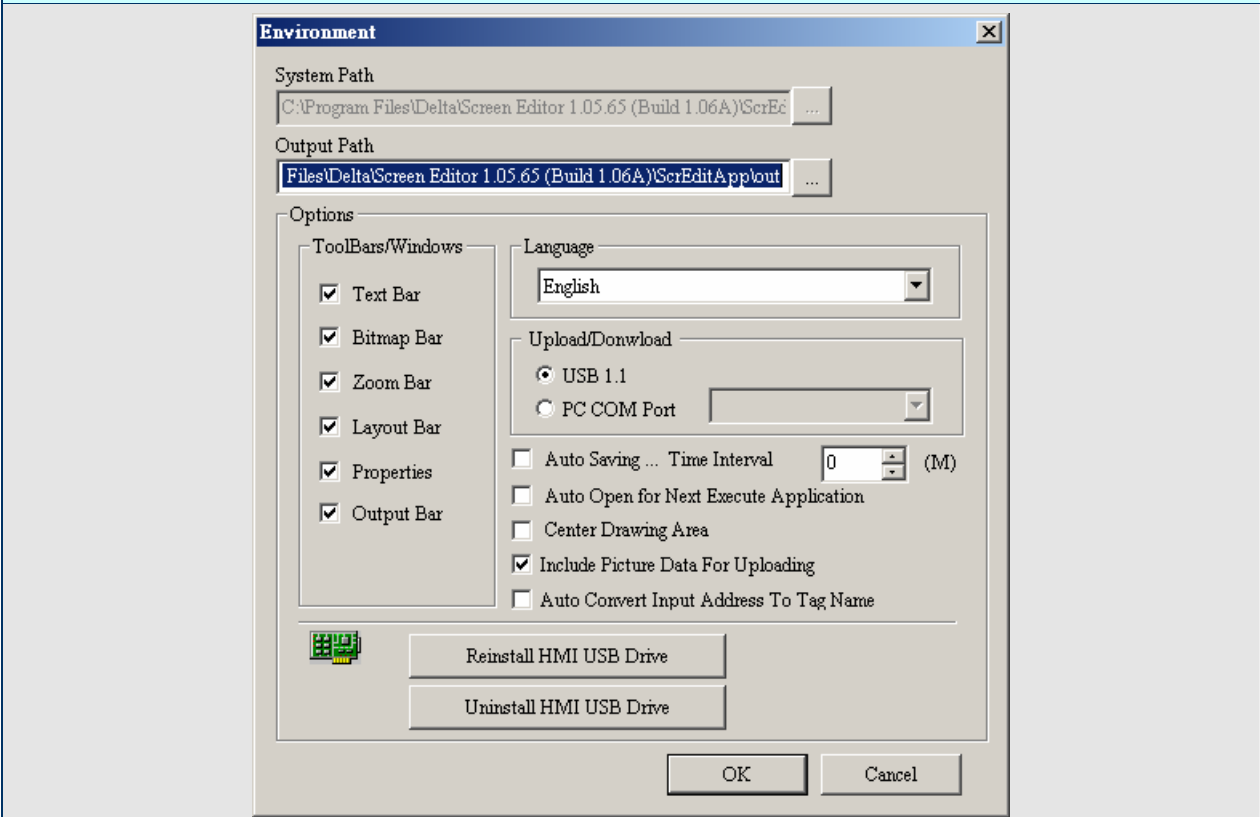 Environment
System Path
C:\Program Files\Delta\Screen Editor 1.05.65 (Build 1.06A)\ScrEd
...
Output Path
Files\Delta\Screen Editor 1.05.65 (Build 1.06A)\ScrEditApp\out
...
Options
ToolBars/Windows
Text Bar
Bitmap Bar
Zoom Bar
Layout Bar
Properties
Output Bar
Language
English
Upload/Donwload
USB 1.1
PC COM Port
Auto Saving ... Time Interval 0 (M)
Auto Open for Next Execute Application
Center Drawing Area
Include Picture Data For Uploading
Auto Convert Input Address To Tag Name
Reinstall HMI USB Drive
Uninstall HMI USB Drive
OK
Cancel